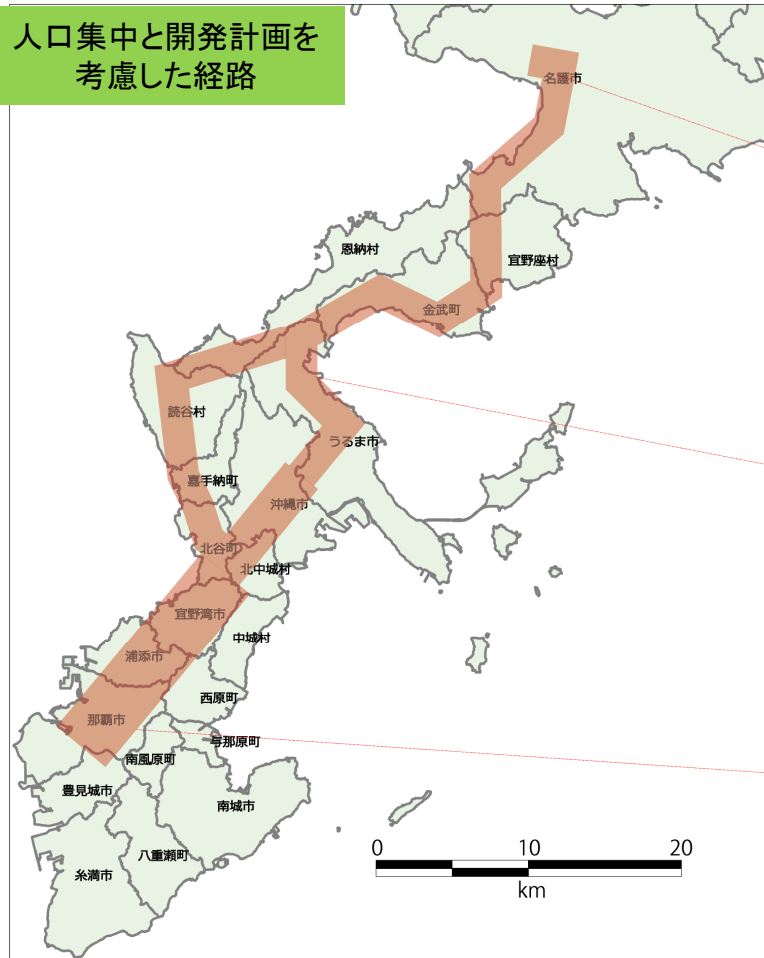 人口集中と開発計画を
考慮した経路
名護市
恩納村
宜野座村
金武町
読谷村
うるま市
嘉手納町
沖縄市
北谷町
北中城村
宜野湾市
中城村
浦添市
西原町
那覇市
与那原町
南風原町
豊見城市
南城市
八重瀬町
糸満市
0 10 20
km